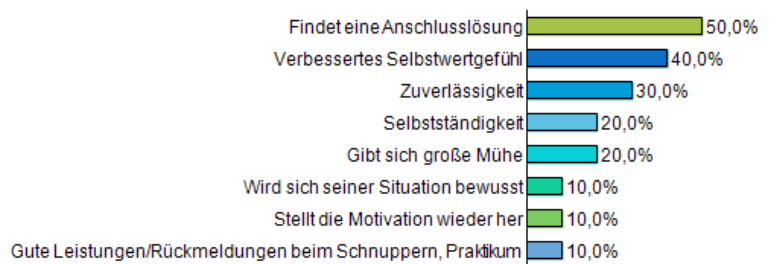 Findet eine Anschlusslösung 50,0%
Verbessertes Selbstwertgefühl 40,0%
Zuverlässigkeit 30,0%
Selbstständigkeit 20,0%
Gibt sich große Mühe 20,0%
Wird sich seiner Situation bewusst 10,0%
Stellt die Motivation wieder her 10,0%
Gute Leistungen/Rückmeldungen beim Schnuppern, Praktikum 10,0%